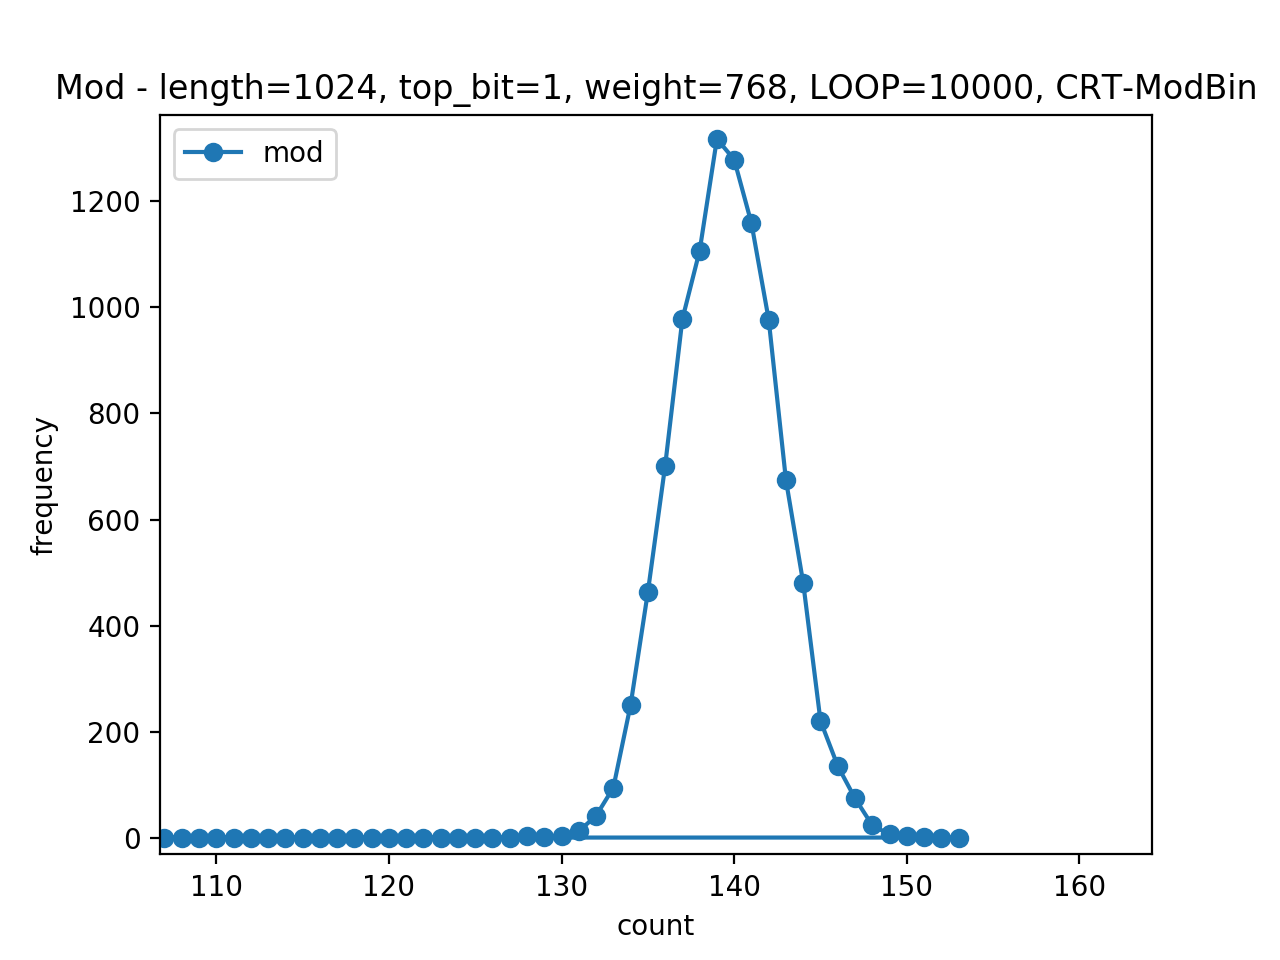 Mod - length=1024, top_bit=1, weight=768, LOOP=10000, CRT-ModBin
mod
1200
1000
800
600
400
200
0
frequency
110 120 130 140 150 160
count